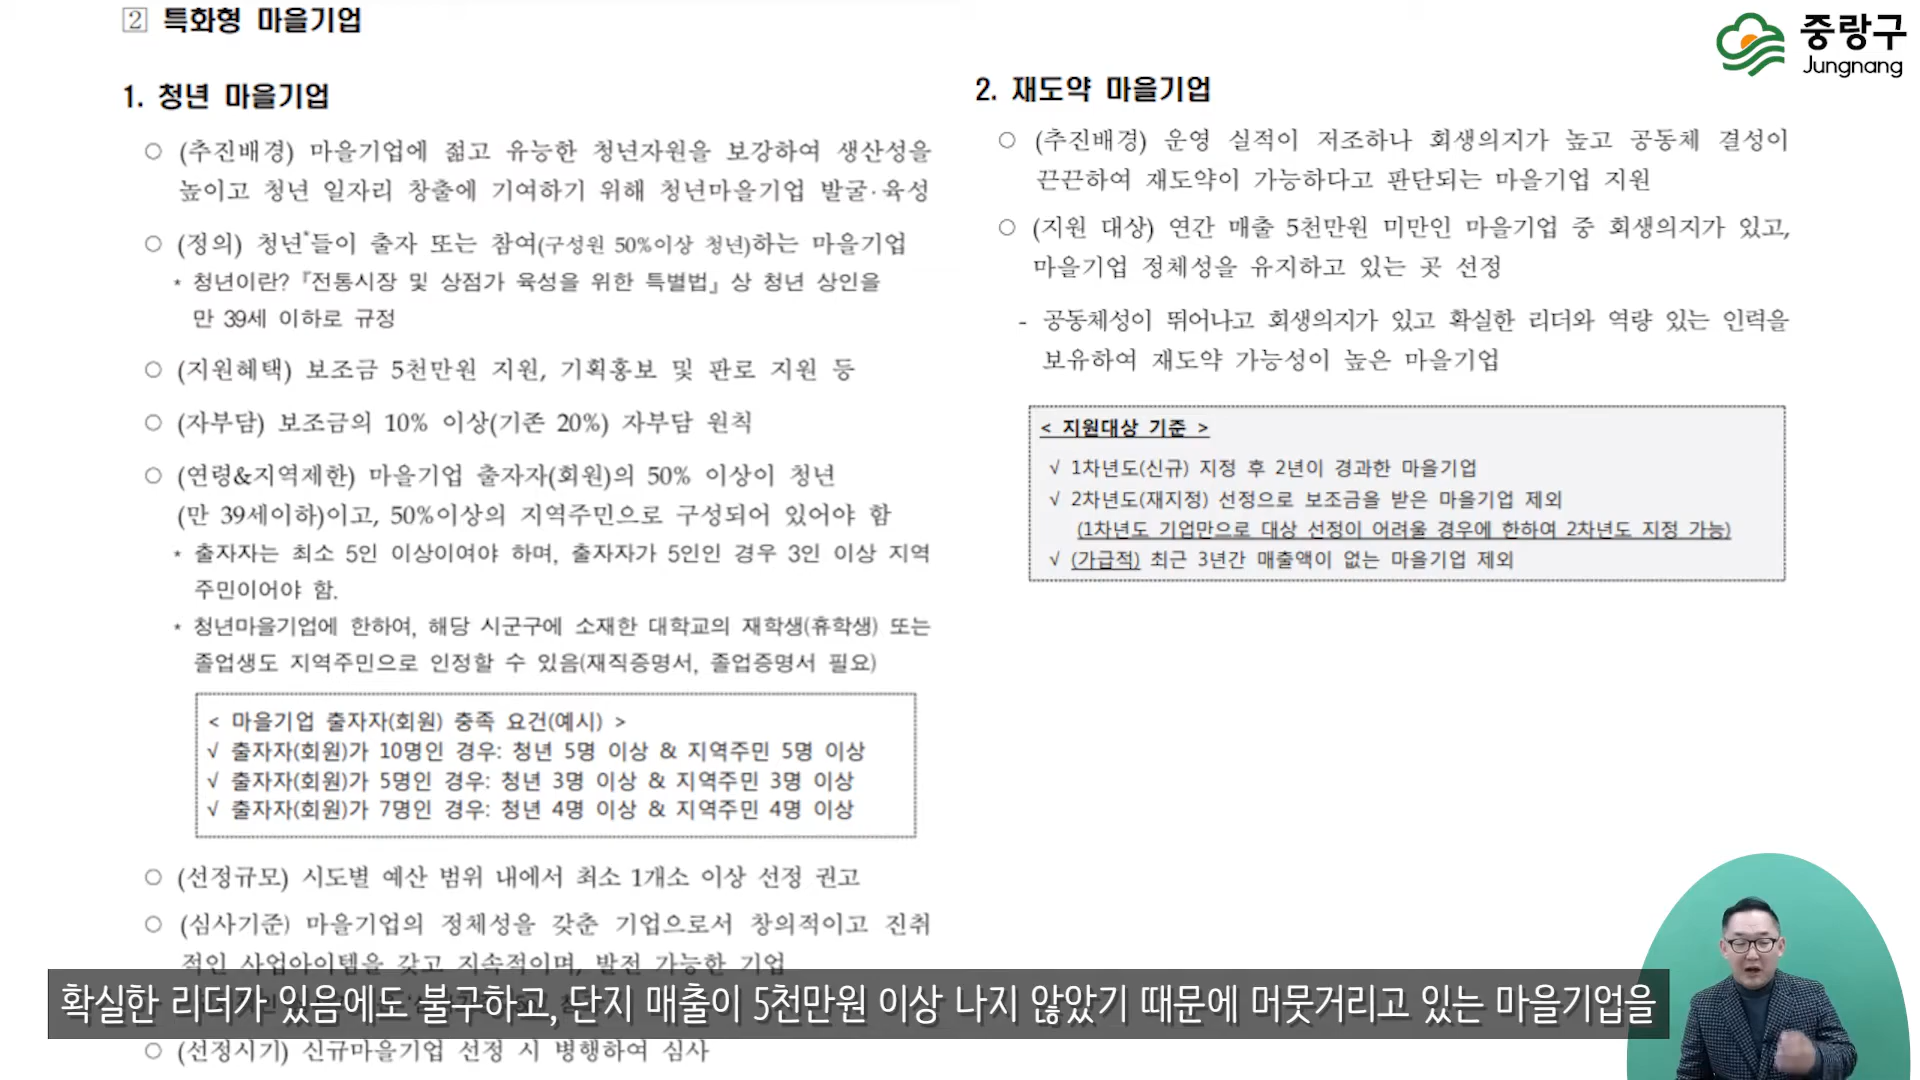 ② 특화형 마을기업
1. 청년 마을기업
○ (추진배경) 마을기업에 젊고 유능한 청년자원을 보강하여 생산성을
높이고 청년 일자리 창출에 기여하기 위해 청년마을기업 발굴·육성
○ (정의) 청년*들이 출자 또는 참여(구성원 50%이상 청년)하는 마을기업
* 청년이란?『전통시장 및 상점가 육성을 위한 특별법』상 청년 상인을
만 39세 이하로 규정
○ (지원혜택) 보조금 5천만원 지원, 기획홍보 및 판로 지원 등
○ (자부담) 보조금의 10% 이상(기존 20%) 자부담 원칙
○ (연령&지역제한) 마을기업 출자자(회원)의 50% 이상이 청년
(만 39세이하)이고, 50%이상의 지역주민으로 구성되어 있어야 함
* 출자자는 최소 5인 이상이여야 하며, 출자자가 5인인 경우 3인 이상 지역
주민이어야 함.
* 청년마을기업에 한하여, 해당 시군구에 소재한 대학교의 재학생(휴학생) 또는
졸업생도 지역주민으로 인정할 수 있음(재직증명서, 졸업증명서 필요)
< 마을기업 출자자(회원) 충족 요건(예시) >
√ 출자자(회원)가 10명인 경우: 청년 5명 이상 & 지역주민 5명 이상
√ 출자자(회원)가 5명인 경우: 청년 3명 이상 & 지역주민 3명 이상
√ 출자자(회원)가 7명인 경우: 청년 4명 이상 & 지역주민 4명 이상
○ (선정규모) 시도별 예산 범위 내에서 최소 1개소 이상 선정 권고
○ (심사기준) 마을기업의 정체성을 갖춘 기업으로서 창의적이고 진취
적인 사업아이템을 갖고 지속적이며, 발전 가능한 기업
○ (선정시기) 신규마을기업 선정 시 병행하여 심사
2. 재도약 마을기업
○ (추진배경) 운영 실적이 저조하나 회생의지가 높고 공동체 결성이
끈끈하여 재도약이 가능하다고 판단되는 마을기업 지원
○ (지원 대상) 연간 매출 5천만원 미만인 마을기업 중 회생의지가 있고,
마을기업 정체성을 유지하고 있는 곳 선정
- 공동체성이 뛰어나고 회생의지가 있고 확실한 리더와 역량 있는 인력을
보유하여 재도약 가능성이 높은 마을기업
< 지원대상 기준 >
√ 1차년도(신규) 지정 후 2년이 경과한 마을기업
√ 2차년도(재지정) 선정으로 보조금을 받은 마을기업 제외
(1차년도 기업만으로 대상 선정이 어려울 경우에 한하여 2차년도 지정 가능)
√ (가급적) 최근 3년간 매출액이 없는 마을기업 제외
중랑구
Jungnang
확실한 리더가 있음에도 불구하고, 단지 매출이 5천만원 이상 나지 않았기 때문에 머뭇거리고 있는 마을기업을